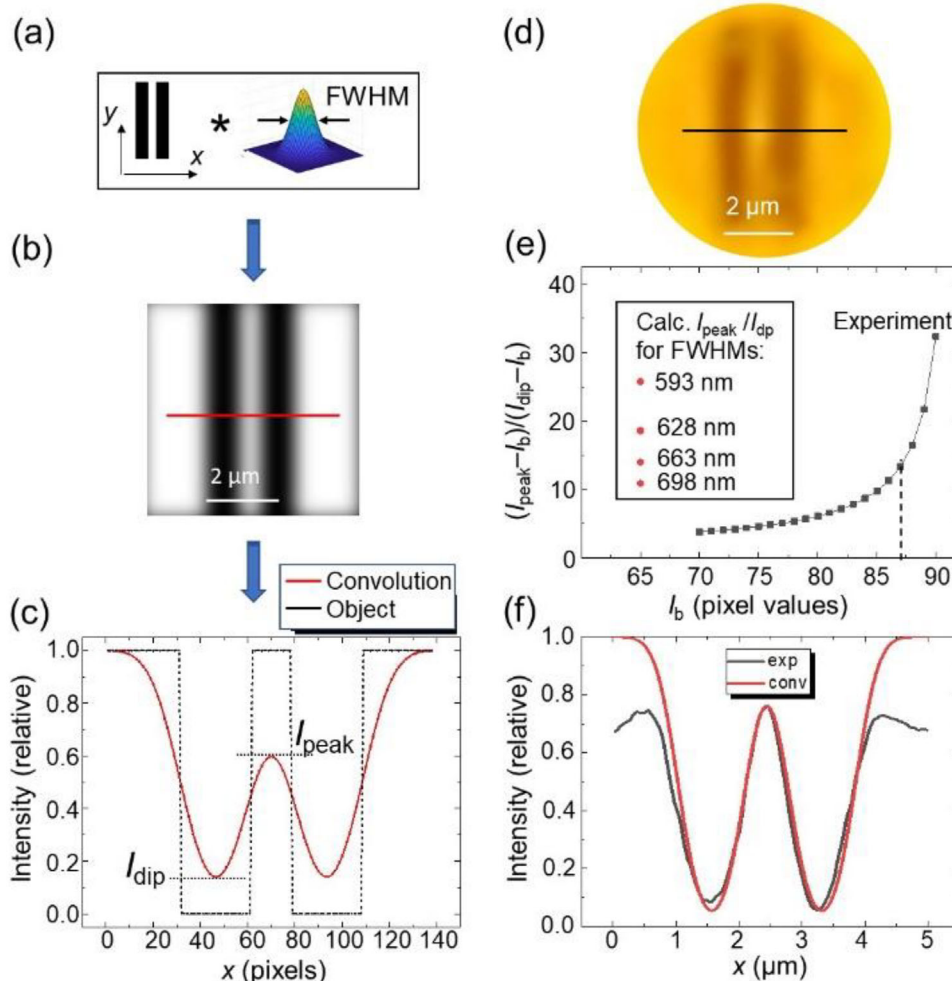 (a)
y
x
*
FWHM
(b)
2 µm
Convolution
Object
(c)
Intensity (relative)
1.0
0.8
0.6
0.4
0.2
0.0
I_peak
I_dip
0 20 40 60 80 100 120 140
x (pixels)
(d)
2 µm
(e)
(I_peak–I_b)/(I_dip–I_b)
40
30
20
10
0
Calc. I_peak /I_dp
for FWHMs:
593 nm
628 nm
663 nm
698 nm
Experiment
65 70 75 80 85 90
I_b (pixel values)
(f)
exp
conv
Intensity (relative)
1.0
0.8
0.6
0.4
0.2
0.0
0 1 2 3 4 5
x (µm)